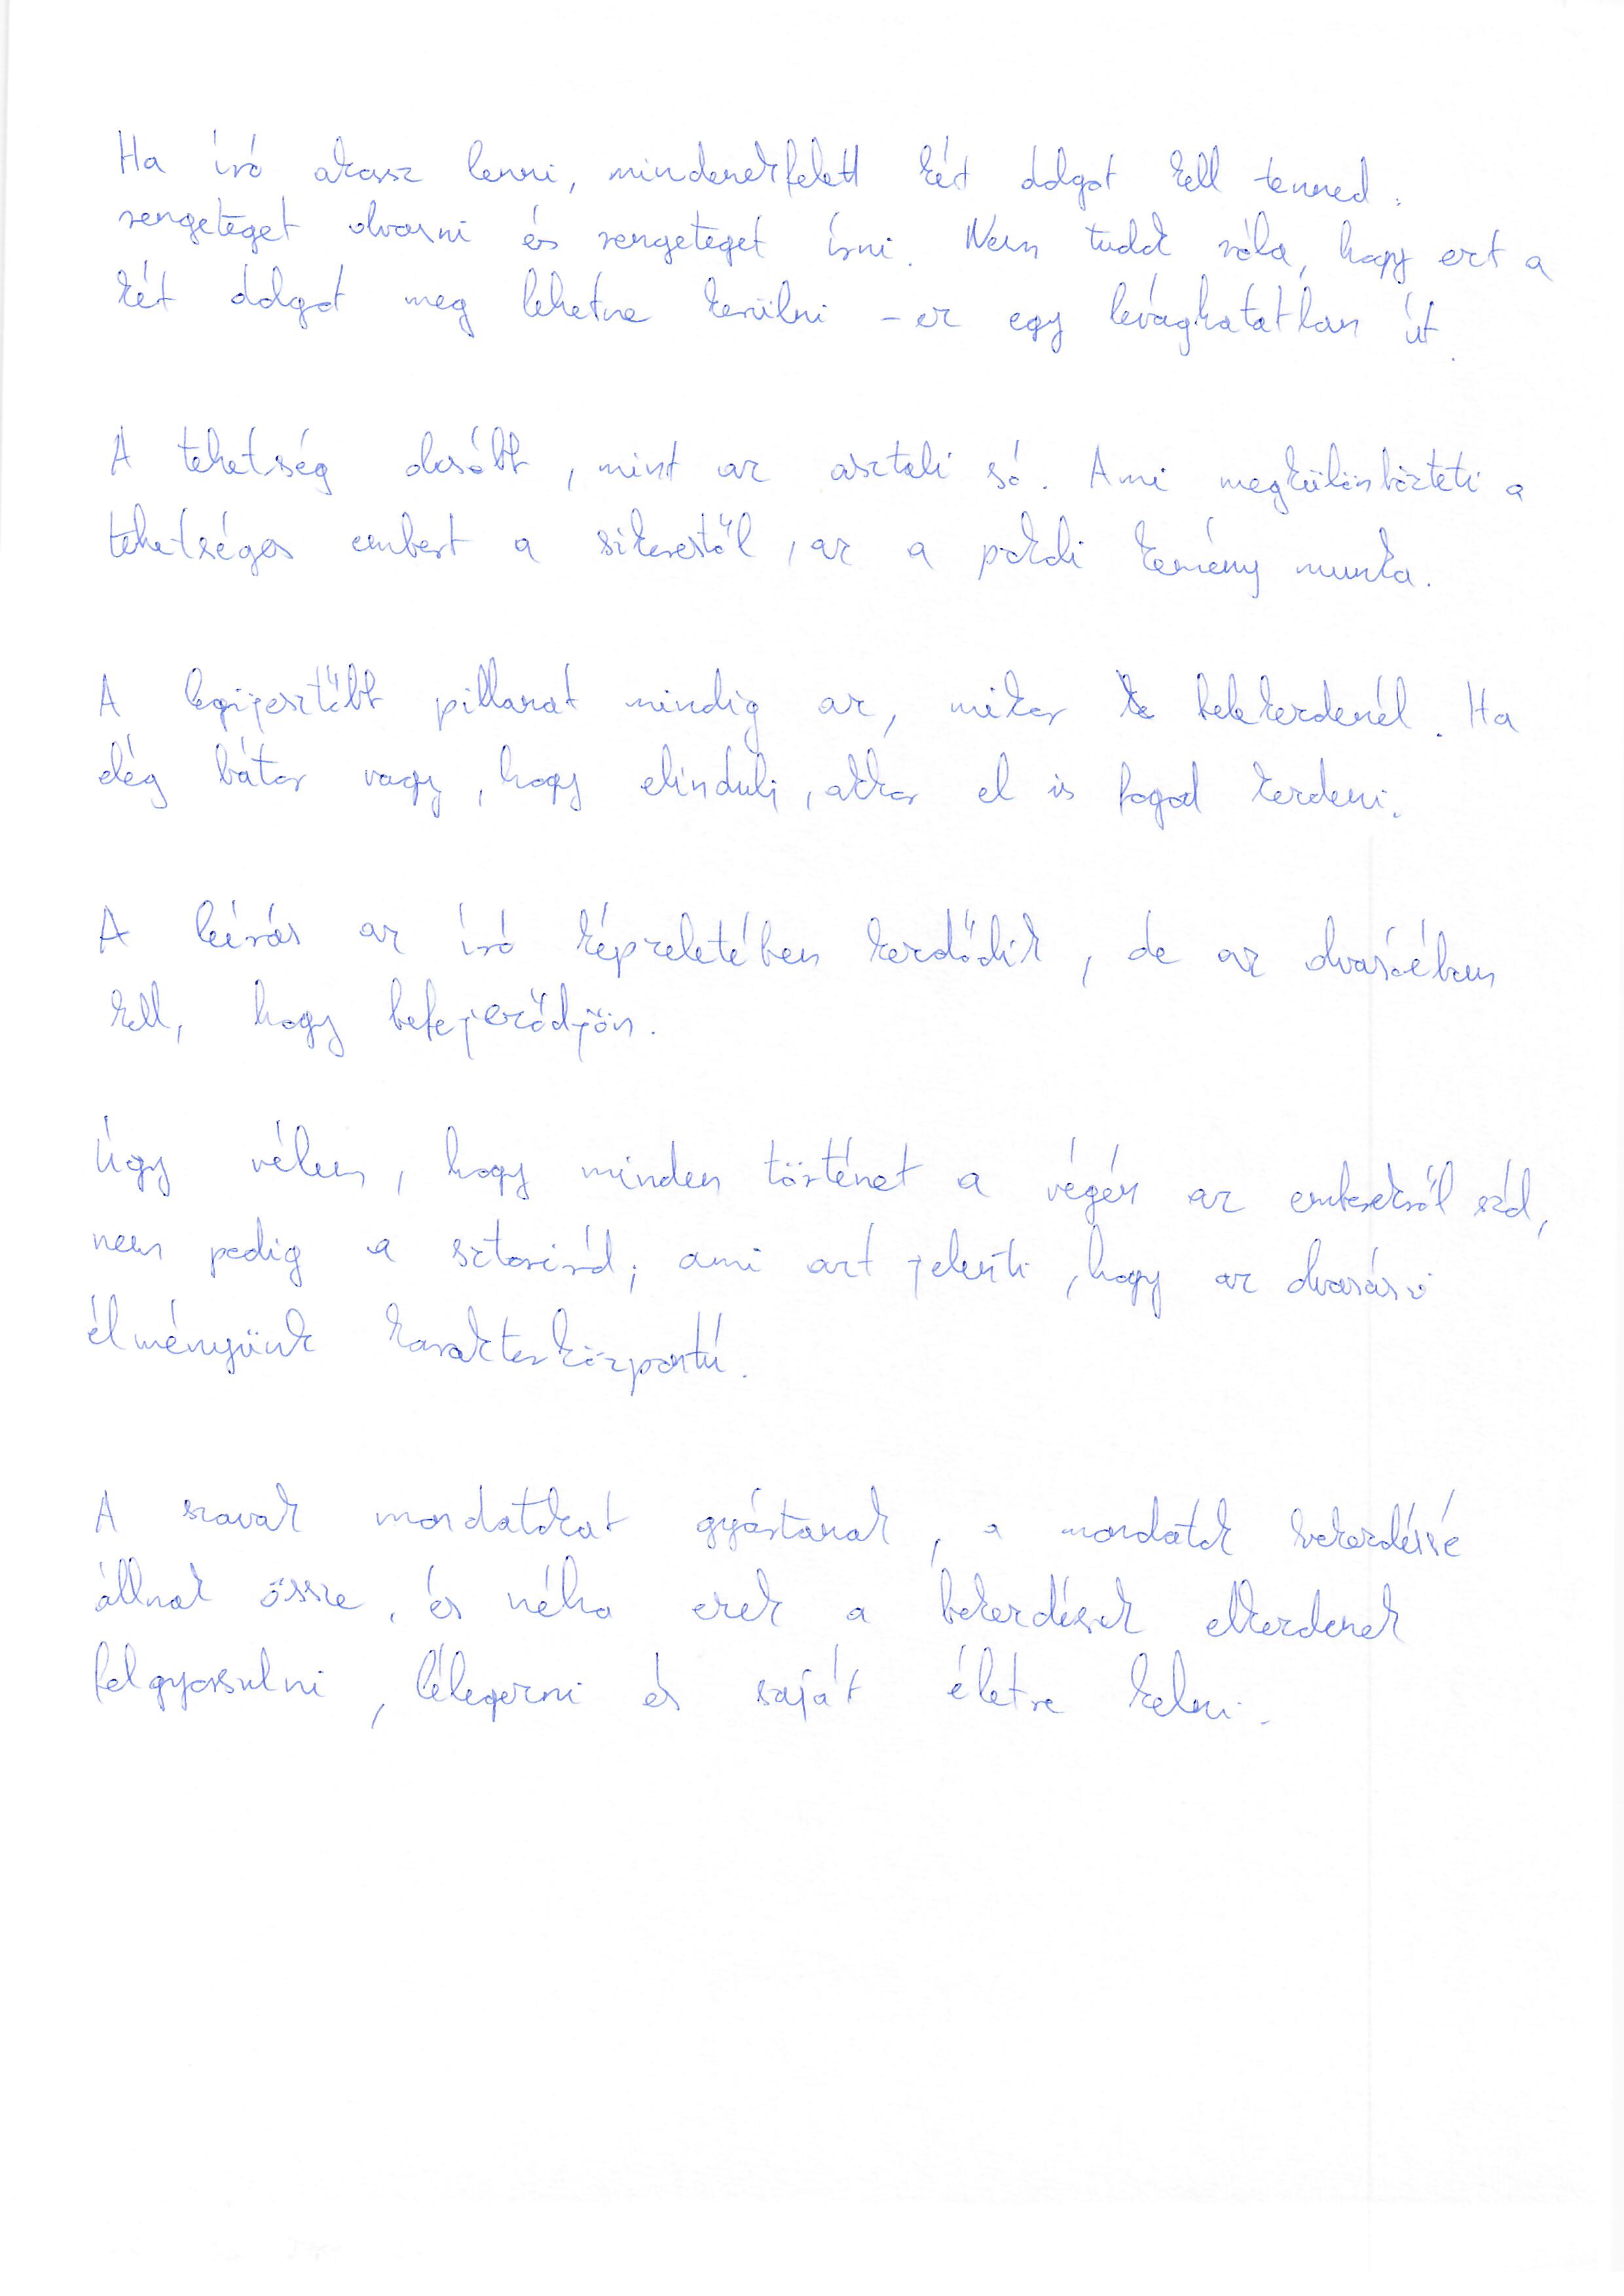 Ha író akarsz lenni, mindenekfelett két dolgot kell tenned:
rengeteget olvasni és rengeteget írni. Nem tudok róla, hogy ezt a
két dolgot meg lehetne kerülni – ez egy levághatatlan út.
A tehetség olcsóbb, mint az asztali só. Ami megkülönbözteti a
tehetséges embert a sikerestől, az a pokoli kemény munka.
A legijesztőbb pillanat mindig az, mikor belekezdenél. Ha
elég bátor vagy, hogy elindulj, akkor el is fogod kezdeni.
A leírás az író képzeletében kezdődik, de az olvasóéban
kell, hogy befejeződjön.
Úgy vélem, hogy minden történet a végén az emberekről szól,
nem pedig a sztoriról; ami azt jelenti, hogy az olvasási
élményünk karakterközpontú.
A szavak mondatokat gyártanak, a mondatok bekezdéssé
állnak össze, és néha ezek a bekezdések elkezdenek
felgyorsulni, lélegezni és saját életre kelni.